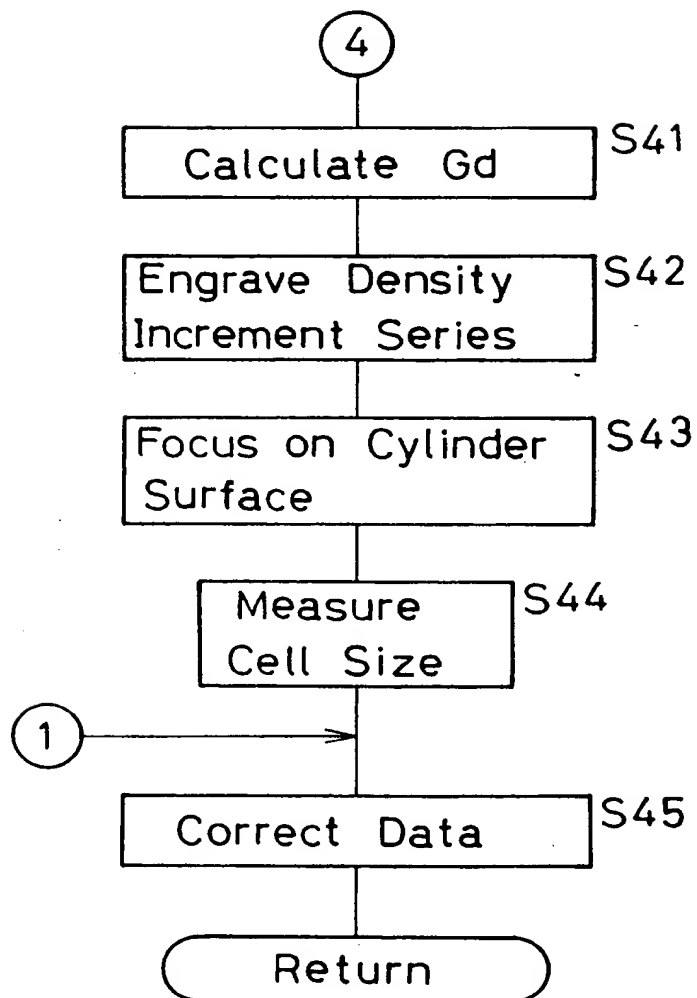 4
Calculate Gd
S41
Engrave Density
Increment Series
S42
Focus on Cylinder
Surface
S43
Measure
Cell Size
S44
1
Correct Data
S45
Return